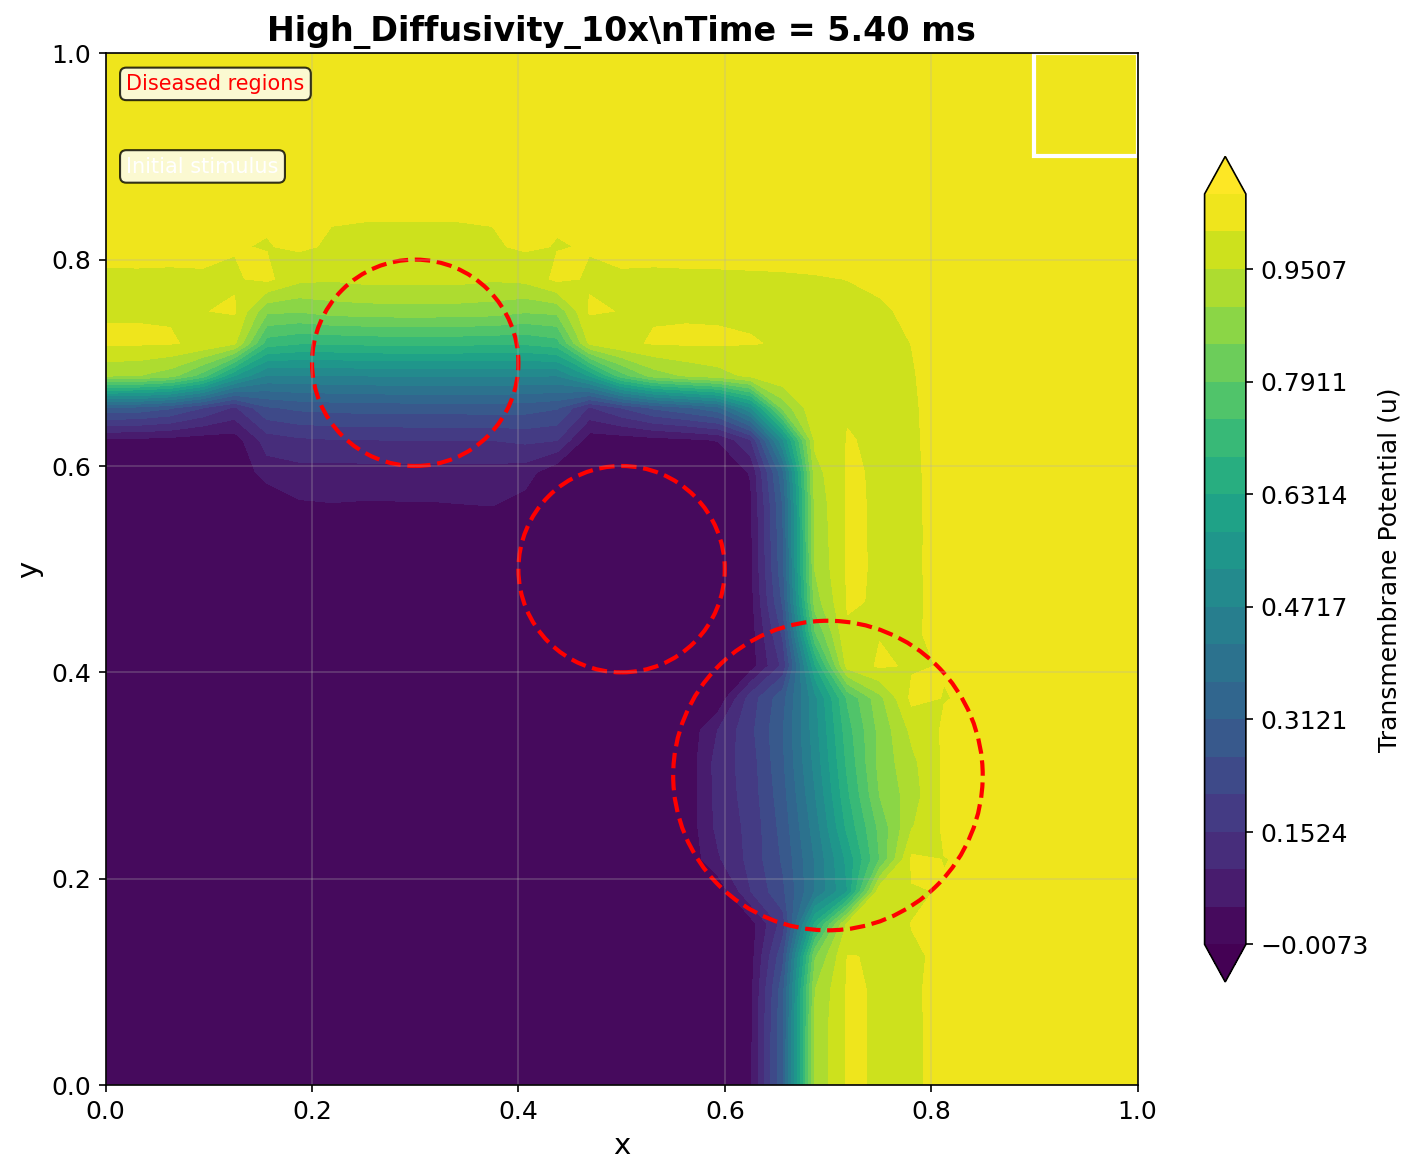 High_Diffusivity_10x\nTime = 5.40 ms
1.0
Diseased regions
Initial stimulus
0.8
0.6
0.4
0.2
0.0
0.0 0.2 0.4 0.6 0.8 1.0
x
y
0.9507
0.7911
0.6314
0.4717
0.3121
0.1524
−0.0073
Transmembrane Potential (u)